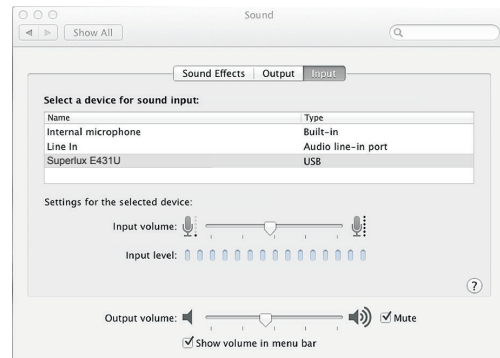 Sound
Show All
Sound Effects Output Input
Select a device for sound input:
Name Type
Internal microphone Built-in
Line In Audio line-in port
Superlux E431U USB
Settings for the selected device:
Input volume:
Input level:
?
Output volume: Mute
Show volume in menu bar